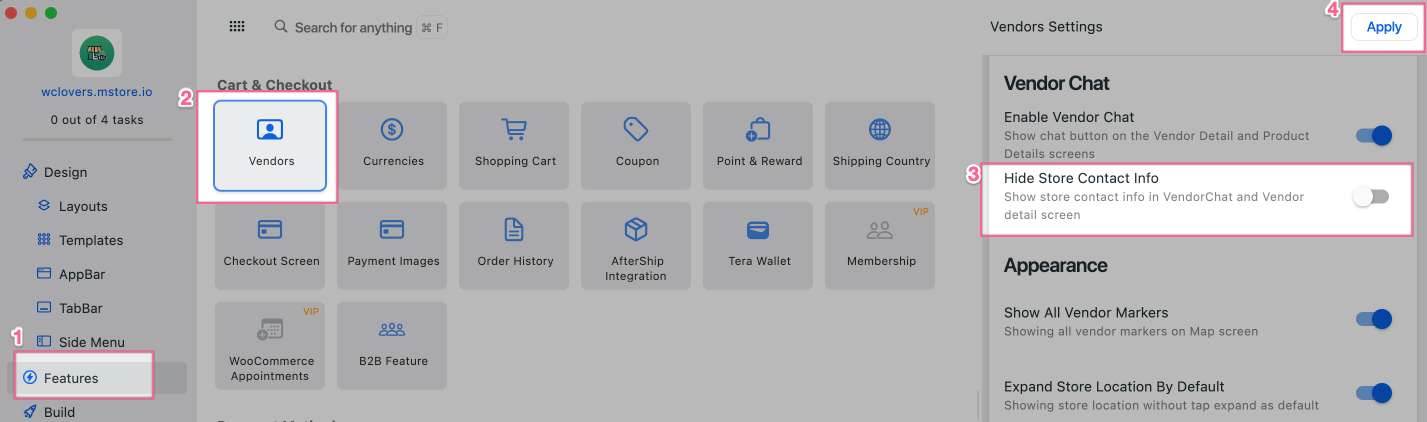 wclovers.mstore.io
0 out of 4 tasks
Design
Layouts
Templates
AppBar
TabBar
Side Menu
1
Features
Build
Search for anything ⌘ F
Cart & Checkout
2
Vendors
Currencies
Shopping Cart
Coupon
Point & Reward
Shipping Country
Checkout Screen
Payment Images
Order History
AfterShip
Integration
Tera Wallet
VIP
Membership
VIP
WooCommerce
Appointments
B2B Feature
Vendors Settings
4
Apply
Vendor Chat
Enable Vendor Chat
Show chat button on the Vendor Detail and Product
Details screens
3
Hide Store Contact Info
Show store contact info in VendorChat and Vendor
detail screen
Appearance
Show All Vendor Markers
Showing all vendor markers on Map screen
Expand Store Location By Default
Showing store location without tap expand as default